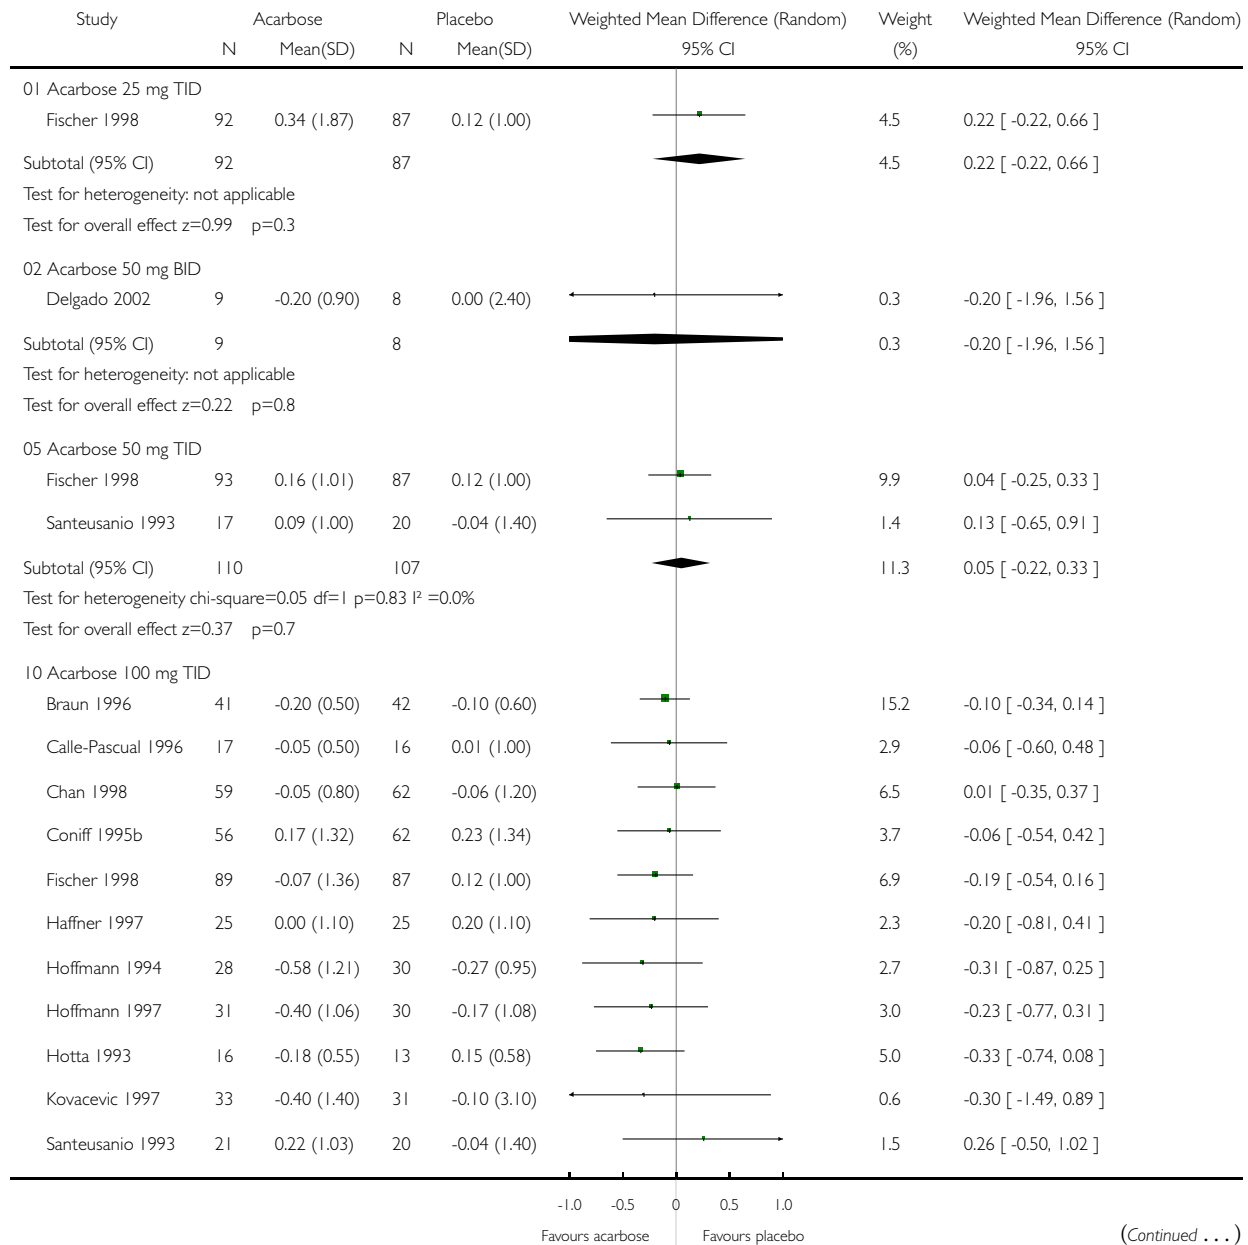 Study Acarbose Placebo Weighted Mean Difference (Random) Weight Weighted Mean Difference (Random)
N Mean(SD) N Mean(SD) 95% CI (%) 95% CI
01 Acarbose 25 mg TID
Fischer 1998 92 0.34 (1.87) 87 0.12 (1.00) 4.5 0.22 [ -0.22, 0.66 ]
Subtotal (95% CI) 92 87 4.5 0.22 [ -0.22, 0.66 ]
Test for heterogeneity: not applicable
Test for overall effect z=0.99 p=0.3
02 Acarbose 50 mg BID
Delgado 2002 9 -0.20 (0.90) 8 0.00 (2.40) 0.3 -0.20 [ -1.96, 1.56 ]
Subtotal (95% CI) 9 8 0.3 -0.20 [ -1.96, 1.56 ]
Test for heterogeneity: not applicable
Test for overall effect z=0.22 p=0.8
05 Acarbose 50 mg TID
Fischer 1998 93 0.16 (1.01) 87 0.12 (1.00) 9.9 0.04 [ -0.25, 0.33 ]
Santeusanio 1993 17 0.09 (1.00) 20 -0.04 (1.40) 1.4 0.13 [ -0.65, 0.91 ]
Subtotal (95% CI) 110 107 11.3 0.05 [ -0.22, 0.33 ]
Test for heterogeneity chi-square=0.05 df=1 p=0.83 I² =0.0%
Test for overall effect z=0.37 p=0.7
10 Acarbose 100 mg TID
Braun 1996 41 -0.20 (0.50) 42 -0.10 (0.60) 15.2 -0.10 [ -0.34, 0.14 ]
Calle-Pascual 1996 17 -0.05 (0.50) 16 0.01 (1.00) 2.9 -0.06 [ -0.60, 0.48 ]
Chan 1998 59 -0.05 (0.80) 62 -0.06 (1.20) 6.5 0.01 [ -0.35, 0.37 ]
Coniff 1995b 56 0.17 (1.32) 62 0.23 (1.34) 3.7 -0.06 [ -0.54, 0.42 ]
Fischer 1998 89 -0.07 (1.36) 87 0.12 (1.00) 6.9 -0.19 [ -0.54, 0.16 ]
Haffner 1997 25 0.00 (1.10) 25 0.20 (1.10) 2.3 -0.20 [ -0.81, 0.41 ]
Hoffmann 1994 28 -0.58 (1.21) 30 -0.27 (0.95) 2.7 -0.31 [ -0.87, 0.25 ]
Hoffmann 1997 31 -0.40 (1.06) 30 -0.17 (1.08) 3.0 -0.23 [ -0.77, 0.31 ]
Hotta 1993 16 -0.18 (0.55) 13 0.15 (0.58) 5.0 -0.33 [ -0.74, 0.08 ]
Kovacevic 1997 33 -0.40 (1.40) 31 -0.10 (3.10) 0.6 -0.30 [ -1.49, 0.89 ]
Santeusanio 1993 21 0.22 (1.03) 20 -0.04 (1.40) 1.5 0.26 [ -0.50, 1.02 ]
-1.0 -0.5 0 0.5 1.0
Favours acarbose Favours placebo (Continued . . . )